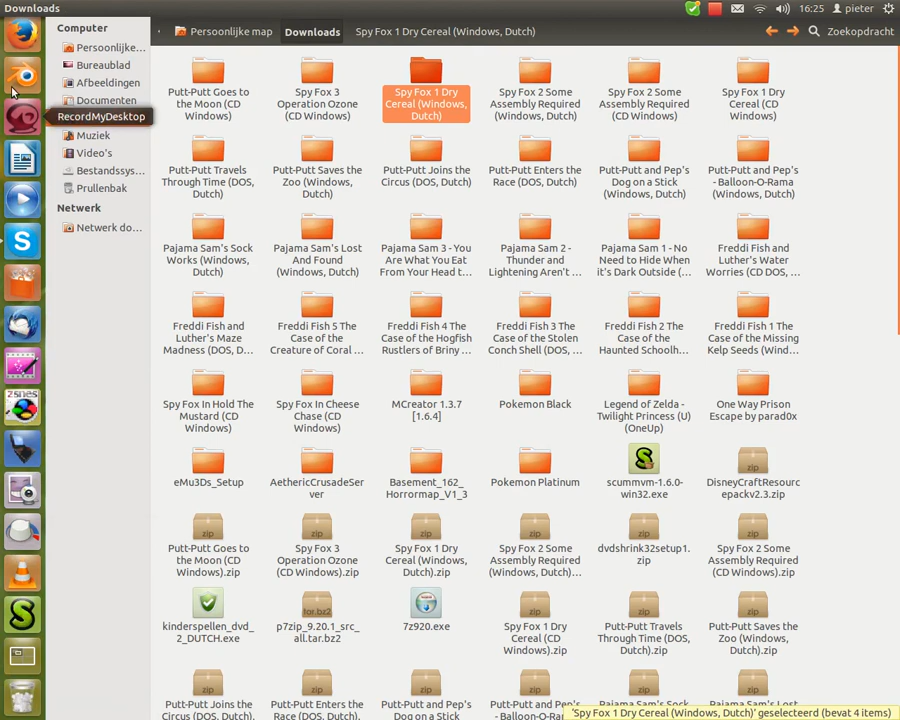 Downloads
16:25
pieter
Computer
Persoonlijke...
Bureaublad
Afbeeldingen
Documenten
RecordMyDesktop
Muziek
Video's
Bestandssys...
Prullenbak
Netwerk
Netwerk do...
Persoonlijke map
Downloads
Spy Fox 1 Dry Cereal (Windows, Dutch)
Zoekopdracht
Putt-Putt Goes to
the Moon (CD
Windows)
Spy Fox 3
Operation Ozone
(CD Windows)
Spy Fox 1 Dry
Cereal (Windows,
Dutch)
Spy Fox 2 Some
Assembly Required
(Windows, Dutch)
Spy Fox 2 Some
Assembly Required
(CD Windows)
Spy Fox 1 Dry
Cereal (CD
Windows)
Putt-Putt Travels
Through Time (DOS,
Dutch)
Putt-Putt Saves the
Zoo (Windows,
Dutch)
Putt-Putt Joins the
Circus (DOS, Dutch)
Putt-Putt Enters the
Race (DOS, Dutch)
Putt-Putt and Pep's
Dog on a Stick
(Windows, Dutch)
Putt-Putt and Pep's
- Balloon-O-Rama
(Windows, Dutch)
Pajama Sam's Sock
Works (Windows,
Dutch)
Pajama Sam's Lost
And Found
(Windows, Dutch)
Pajama Sam 3 - You
Are What You Eat
From Your Head t...
Pajama Sam 2 -
Thunder and
Lightening Aren't ...
Pajama Sam 1 - No
Need to Hide When
it's Dark Outside (...
Freddi Fish and
Luther's Water
Worries (CD DOS, ...
Freddi Fish and
Luther's Maze
Madness (DOS, D...
Freddi Fish 5 The
Case of the
Creature of Coral ...
Freddi Fish 4 The
Case of the Hogfish
Rustlers of Briny ...
Freddi Fish 3 The
Case of the Stolen
Conch Shell (DOS, ...
Freddi Fish 2 The
Case of the
Haunted Schoolh...
Freddi Fish 1 The
Case of the Missing
Kelp Seeds (Wind...
Spy Fox In Hold The
Mustard (CD
Windows)
Spy Fox In Cheese
Chase (CD
Windows)
MCreator 1.3.7
[1.6.4]
Pokemon Black
Legend of Zelda -
Twilight Princess (U)
(OneUp)
One Way Prison
Escape by parad0x
eMu3Ds_Setup
AethericCrusadeSer
ver
Basement_162_
Horrormap_V1_3
Pokemon Platinum
scummvm-1.6.0-
win32.exe
zip
DisneyCraftResourc
epackv2.3.zip
zip
Putt-Putt Goes to
the Moon (CD
Windows).zip
zip
Spy Fox 3
Operation Ozone
(CD Windows).zip
zip
Spy Fox 1 Dry
Cereal (Windows,
Dutch).zip
zip
Spy Fox 2 Some
Assembly Required
(Windows, Dutch)...
zip
dvdshrink32setup1.
zip
zip
Spy Fox 2 Some
Assembly Required
(CD Windows).zip
kinderspellen_dvd_
2_DUTCH.exe
tar.bz2
p7zip_9.20.1_src_
all.tar.bz2
7z920.exe
zip
Spy Fox 1 Dry
Cereal (CD
Windows).zip
zip
Putt-Putt Travels
Through Time (DOS,
Dutch).zip
zip
Putt-Putt Saves the
Zoo (Windows,
Dutch).zip
zip
Putt-Putt Joins the
Circus (DOS, Dutch)
zip
Putt-Putt Enters the
Race (DOS, Dutch)
zip
Putt-Putt and Pep's
Dog on a Stick
zip
zip
zip
'Spy Fox 1 Dry Cereal (Windows, Dutch)' geselecteerd (bevat 4 items)